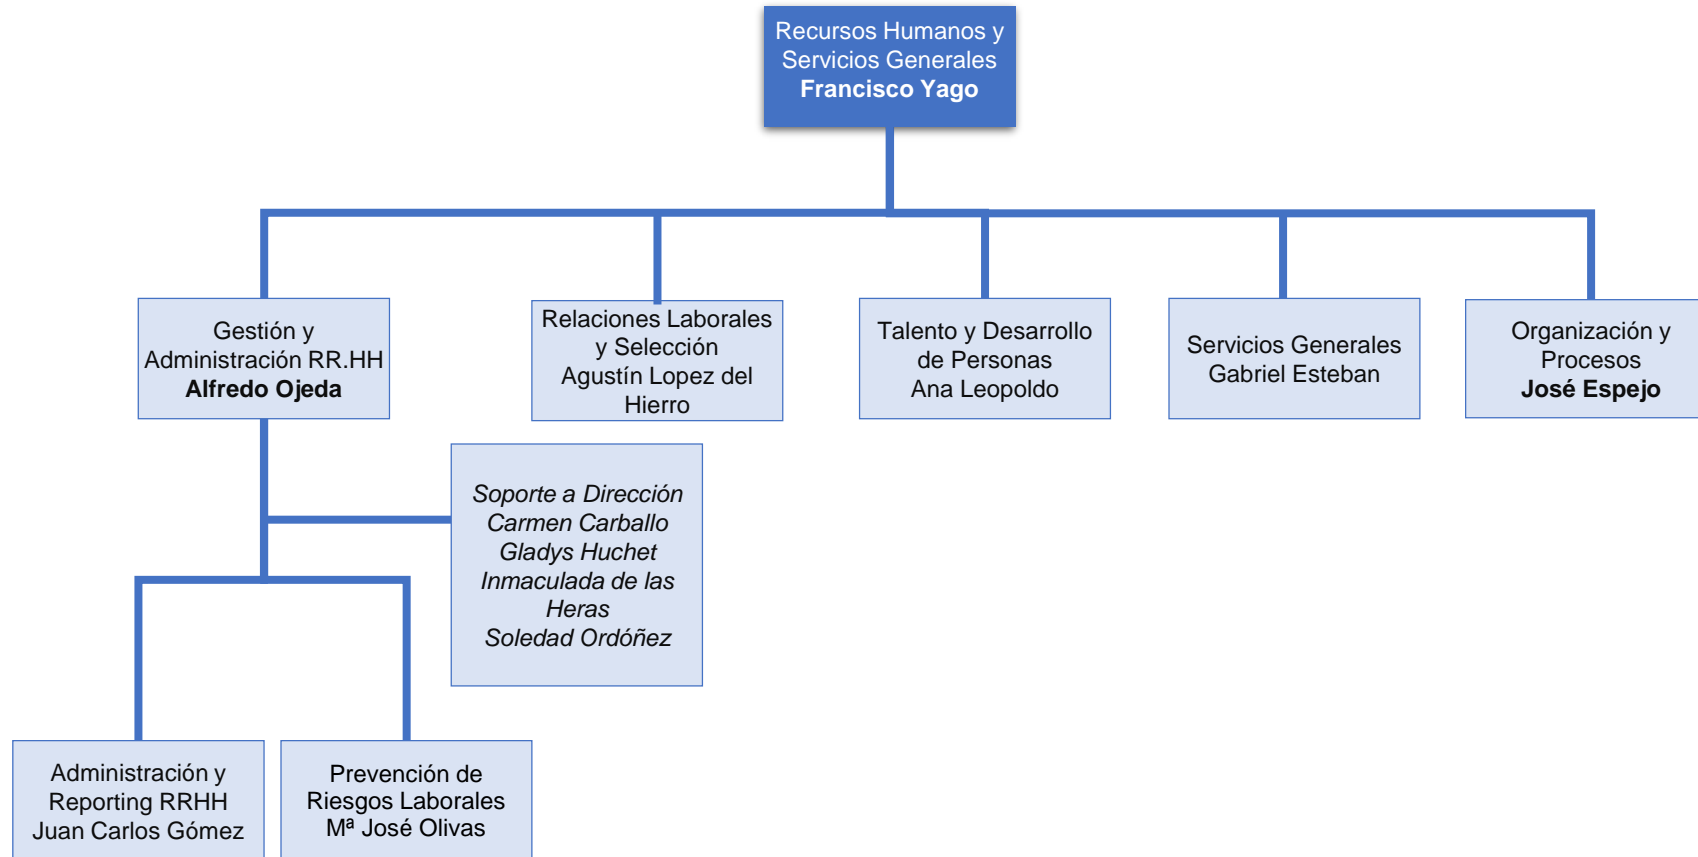 Recursos Humanos y
Servicios Generales
Francisco Yago
Gestión y
Administración RR.HH
Alfredo Ojeda
Relaciones Laborales
y Selección
Agustín Lopez del
Hierro
Talento y Desarrollo
de Personas
Ana Leopoldo
Servicios Generales
Gabriel Esteban
Organización y
Procesos
José Espejo
Soporte a Dirección
Carmen Carballo
Gladys Huchet
Inmaculada de las
Heras
Soledad Ordóñez
Administración y
Reporting RRHH
Juan Carlos Gómez
Prevención de
Riesgos Laborales
Mª José Olivas